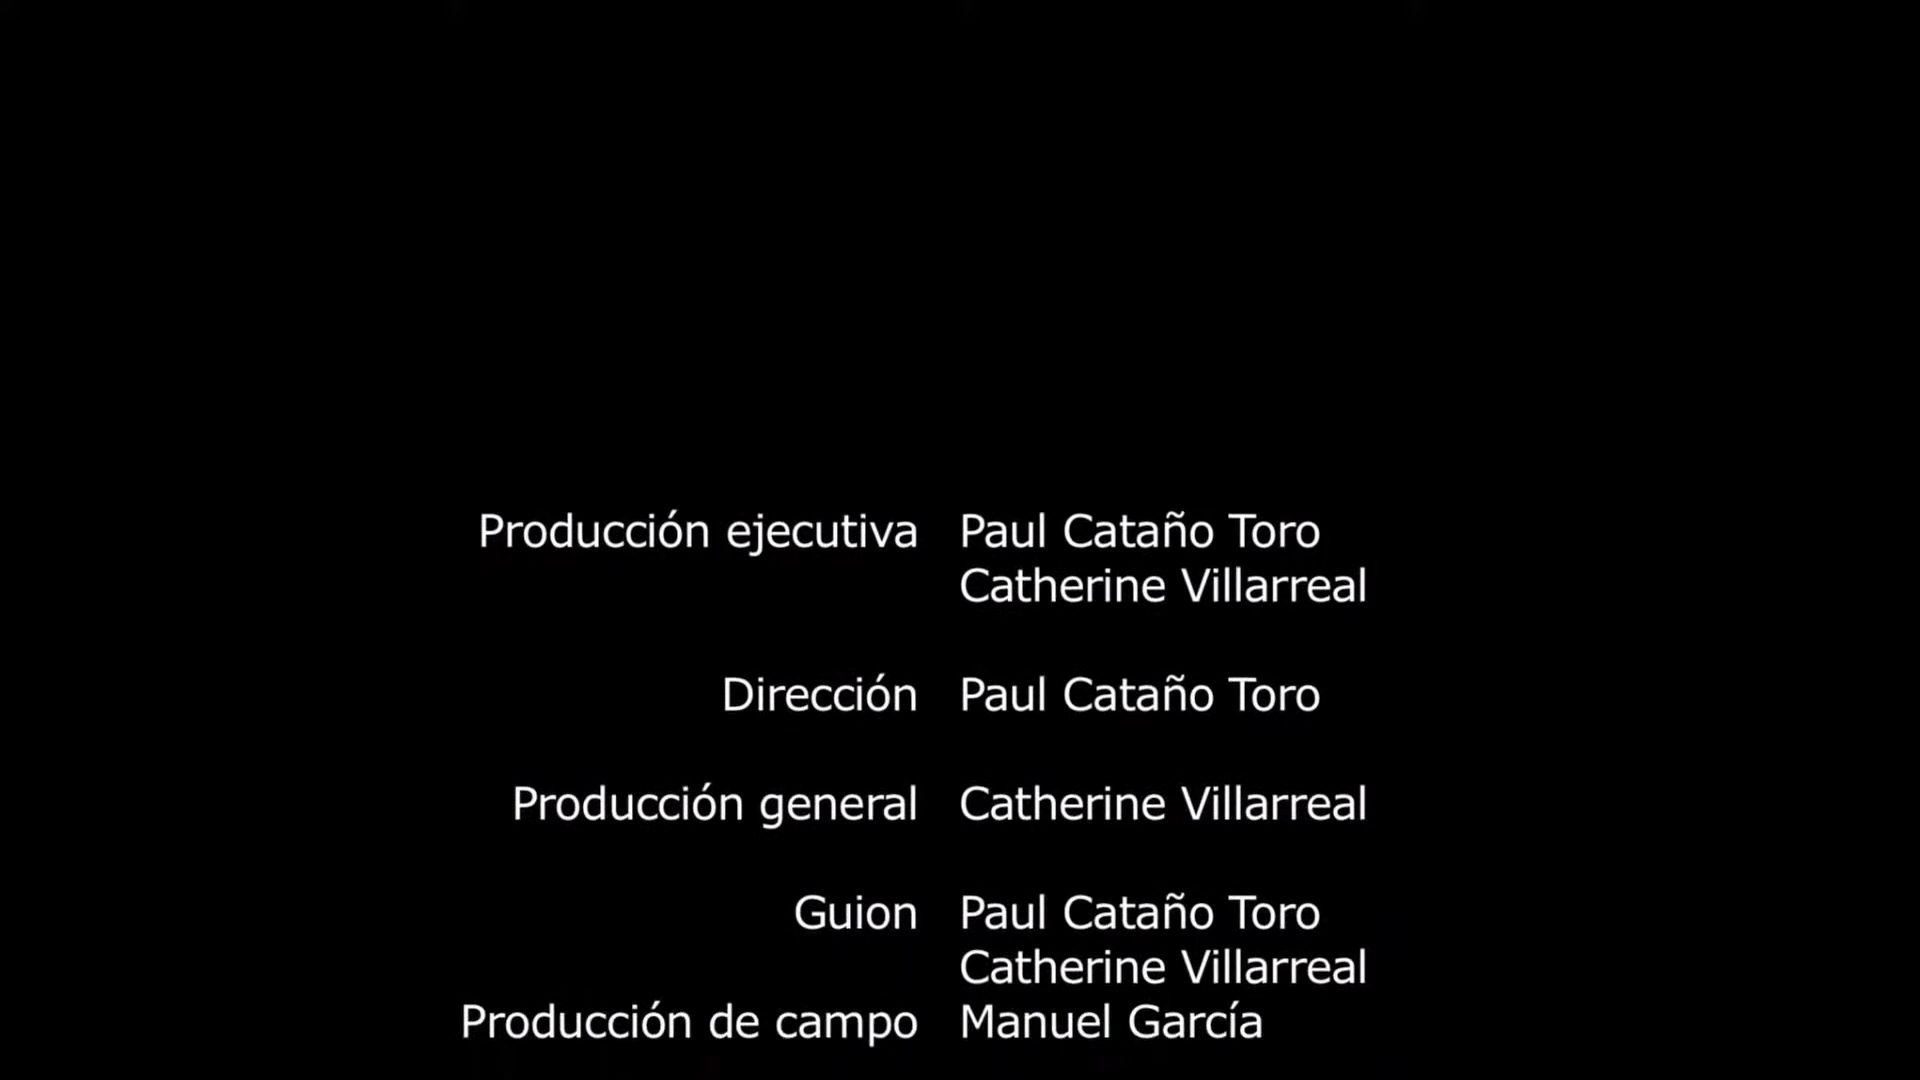 Producción ejecutiva Paul Cataño Toro
Catherine Villarreal
Dirección Paul Cataño Toro
Producción general Catherine Villarreal
Guion Paul Cataño Toro
Catherine Villarreal
Producción de campo Manuel García